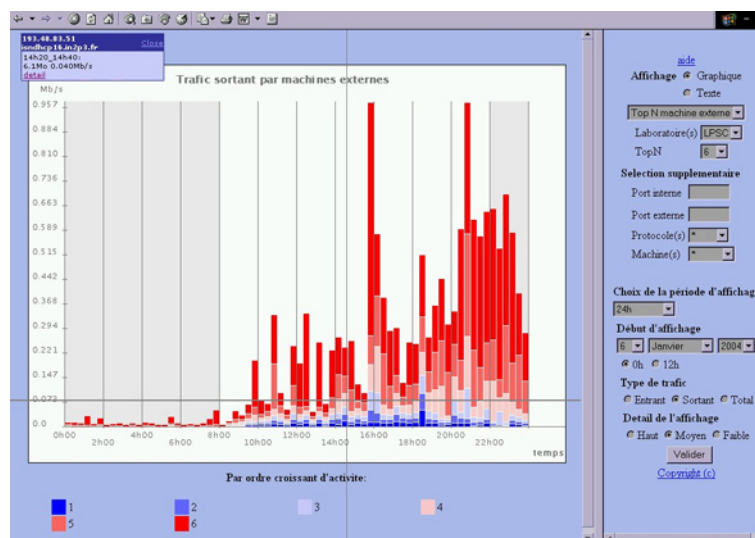 193.48.83.51
isndhcp16.in2p3.fr
Close
14h20_14h40:
6.1Mo 0.040Mb/s
detail
Trafic sortant par machines externes
Mb/s
0.957
0.884
0.810
0.736
0.663
0.589
0.515
0.442
0.368
0.294
0.221
0.147
0.073
0.0
0h00 2h00 4h00 6h00 8h00 10h00 12h00 14h00 16h00 18h00 20h00 22h00
temps
Par ordre croissant d'activite:
1 2 3 4
5 6
aide
Affichage Graphique
Texte
Top N machine externe
Laboratoire(s) LPSC
TopN 6
Selection supplementaire
Port interne
Port externe
Protocole(s) *
Machine(s) *
Choix de la période d'affichag
24h
Début d'affichage
6 Janvier 2004
0h 12h
Type de trafic
Entrant Sortant Total
Detail de l'affichage
Haut Moyen Faible
Valider
Copyright (c)